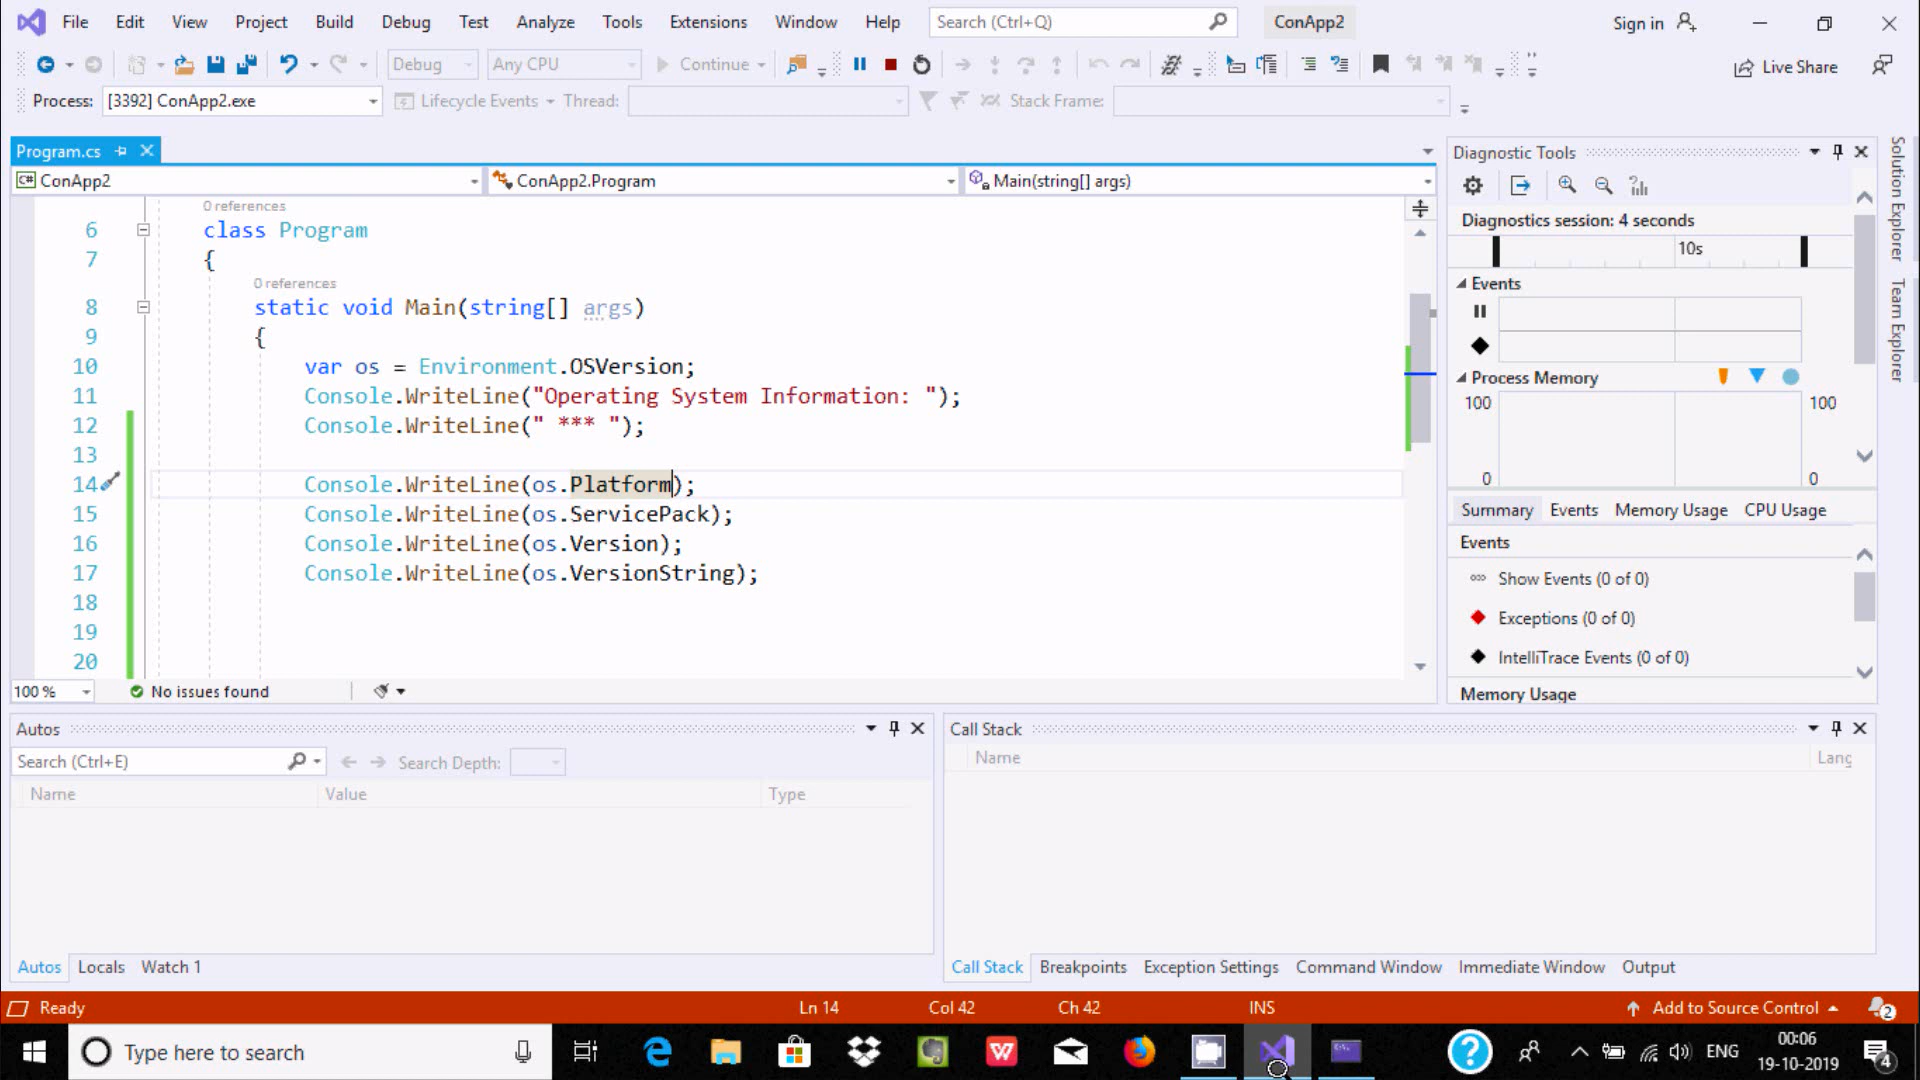 File Edit View Project Build Debug Test Analyze Tools Extensions Window Help Search (Ctrl+Q) ConApp2 Sign in
Debug Any CPU Continue Live Share
Process: [3392] ConApp2.exe Lifecycle Events Thread: Stack Frame:
Program.cs
ConApp2 ConApp2.Program Main(string[] args)
0 references
6 class Program
7 {
0 references
8 static void Main(string[] args)
9 {
10 var os = Environment.OSVersion;
11 Console.WriteLine("Operating System Information: ");
12 Console.WriteLine(" *** ");
13
14 Console.WriteLine(os.Platform);
15 Console.WriteLine(os.ServicePack);
16 Console.WriteLine(os.Version);
17 Console.WriteLine(os.VersionString);
18
19
20
100 % No issues found
Diagnostic Tools
Diagnostics session: 4 seconds
10s
Events
Process Memory
100 100
0 0
Summary Events Memory Usage CPU Usage
Events
Show Events (0 of 0)
Exceptions (0 of 0)
IntelliTrace Events (0 of 0)
Memory Usage
Solution Explorer
Team Explorer
Autos
Search (Ctrl+E) Search Depth:
Name Value Type
Autos Locals Watch 1
Call Stack
Name Lang
Call Stack Breakpoints Exception Settings Command Window Immediate Window Output
Ready Ln 14 Col 42 Ch 42 INS Add to Source Control 2
Type here to search ENG 00:06
19-10-2019 4